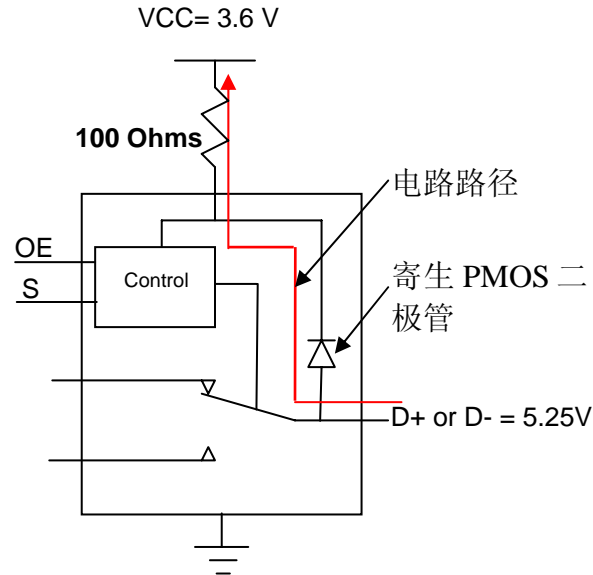 VCC= 3.6 V
100 Ohms
电路路径
OE
Control
S
寄生 PMOS 二
极管
D+ or D- = 5.25V